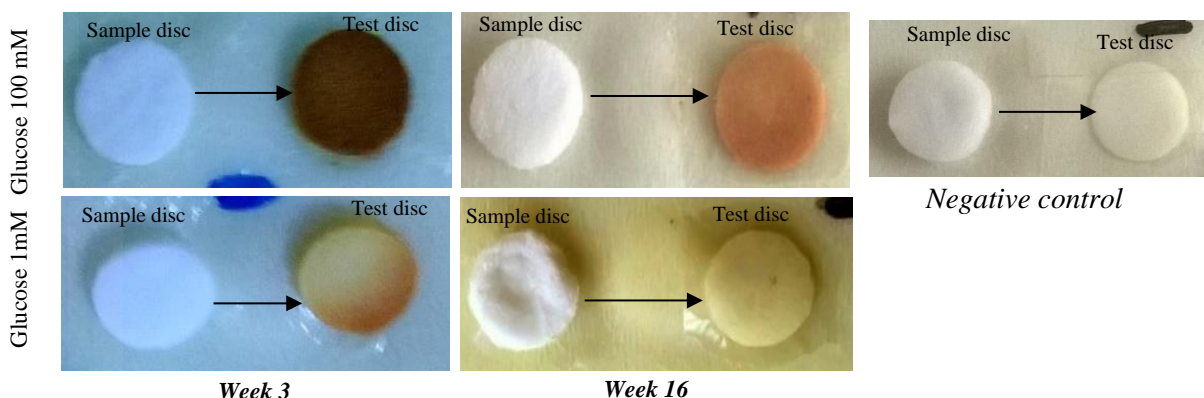 Glucose 100 mM
Sample disc
Test disc
Sample disc
Test disc
Sample disc
Test disc
Negative control
Glucose 1mM
Sample disc
Test disc
Sample disc
Test disc
Week 3
Week 16